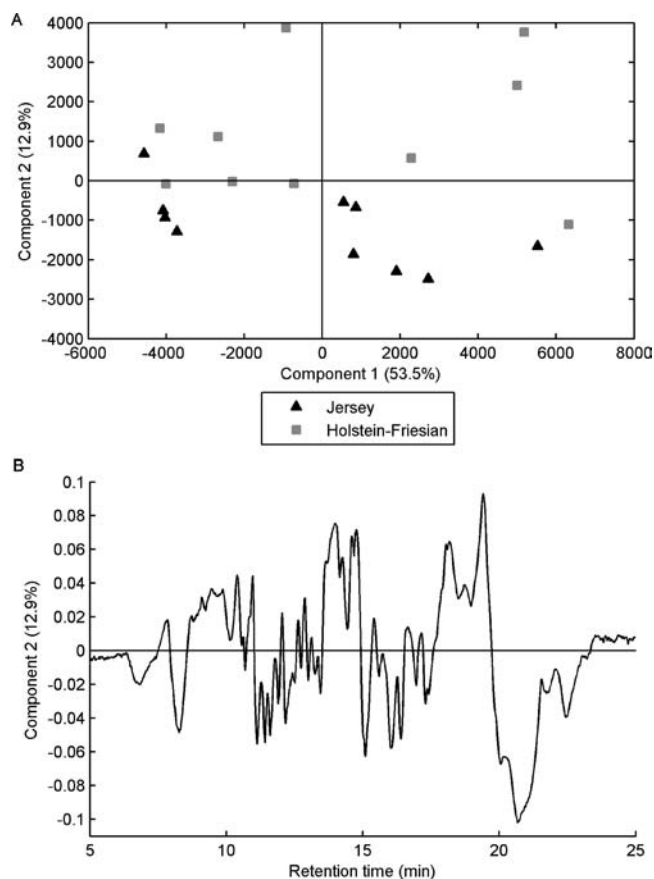 A
4000
3000
2000
1000
0
-1000
-2000
-3000
-4000
Component 2 (12.9%)
-6000 -4000 -2000 0 2000 4000 6000 8000
Component 1 (53.5%)
Jersey
Holstein-Friesian
B
0.1
0.08
0.06
0.04
0.02
0
-0.02
-0.04
-0.06
-0.08
-0.1
Component 2 (12.9%)
5 10 15 20 25
Retention time (min)